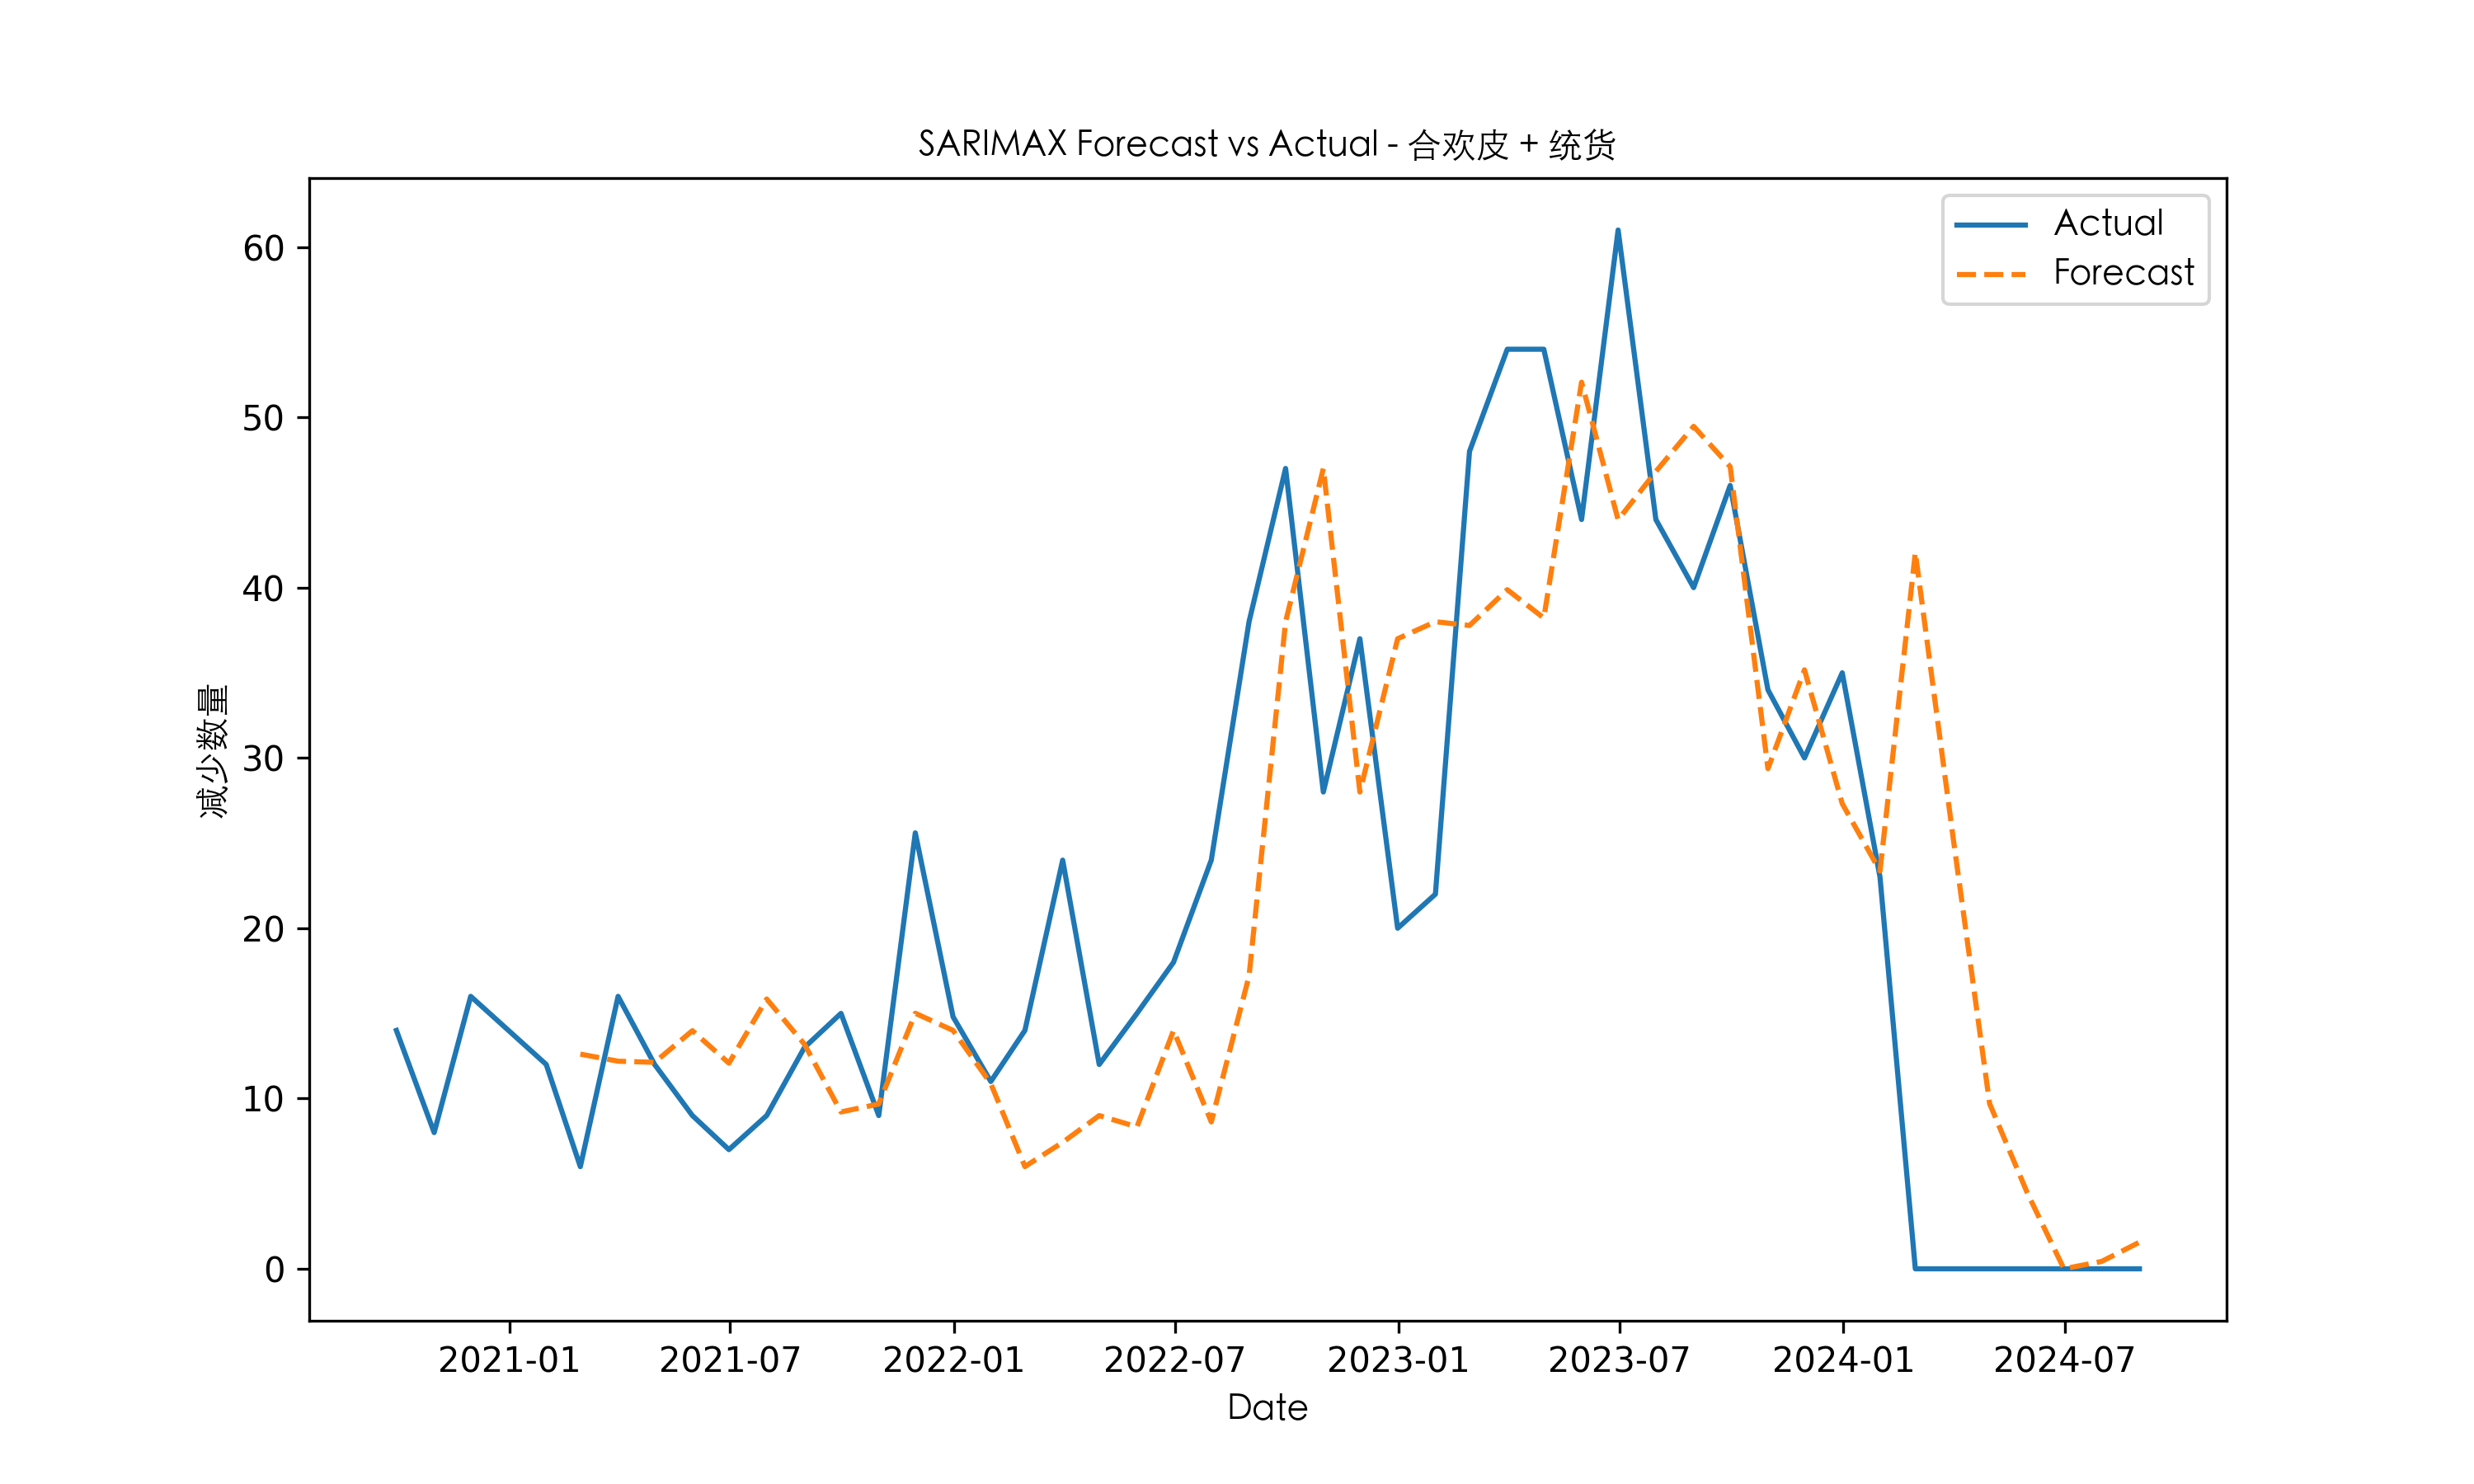 SARIMAX Forecast vs Actual - 合欢皮 + 统货
Actual
Forecast
60
50
40
30
20
10
0
减少数量
2021-01 2021-07 2022-01 2022-07 2023-01 2023-07 2024-01 2024-07
Date